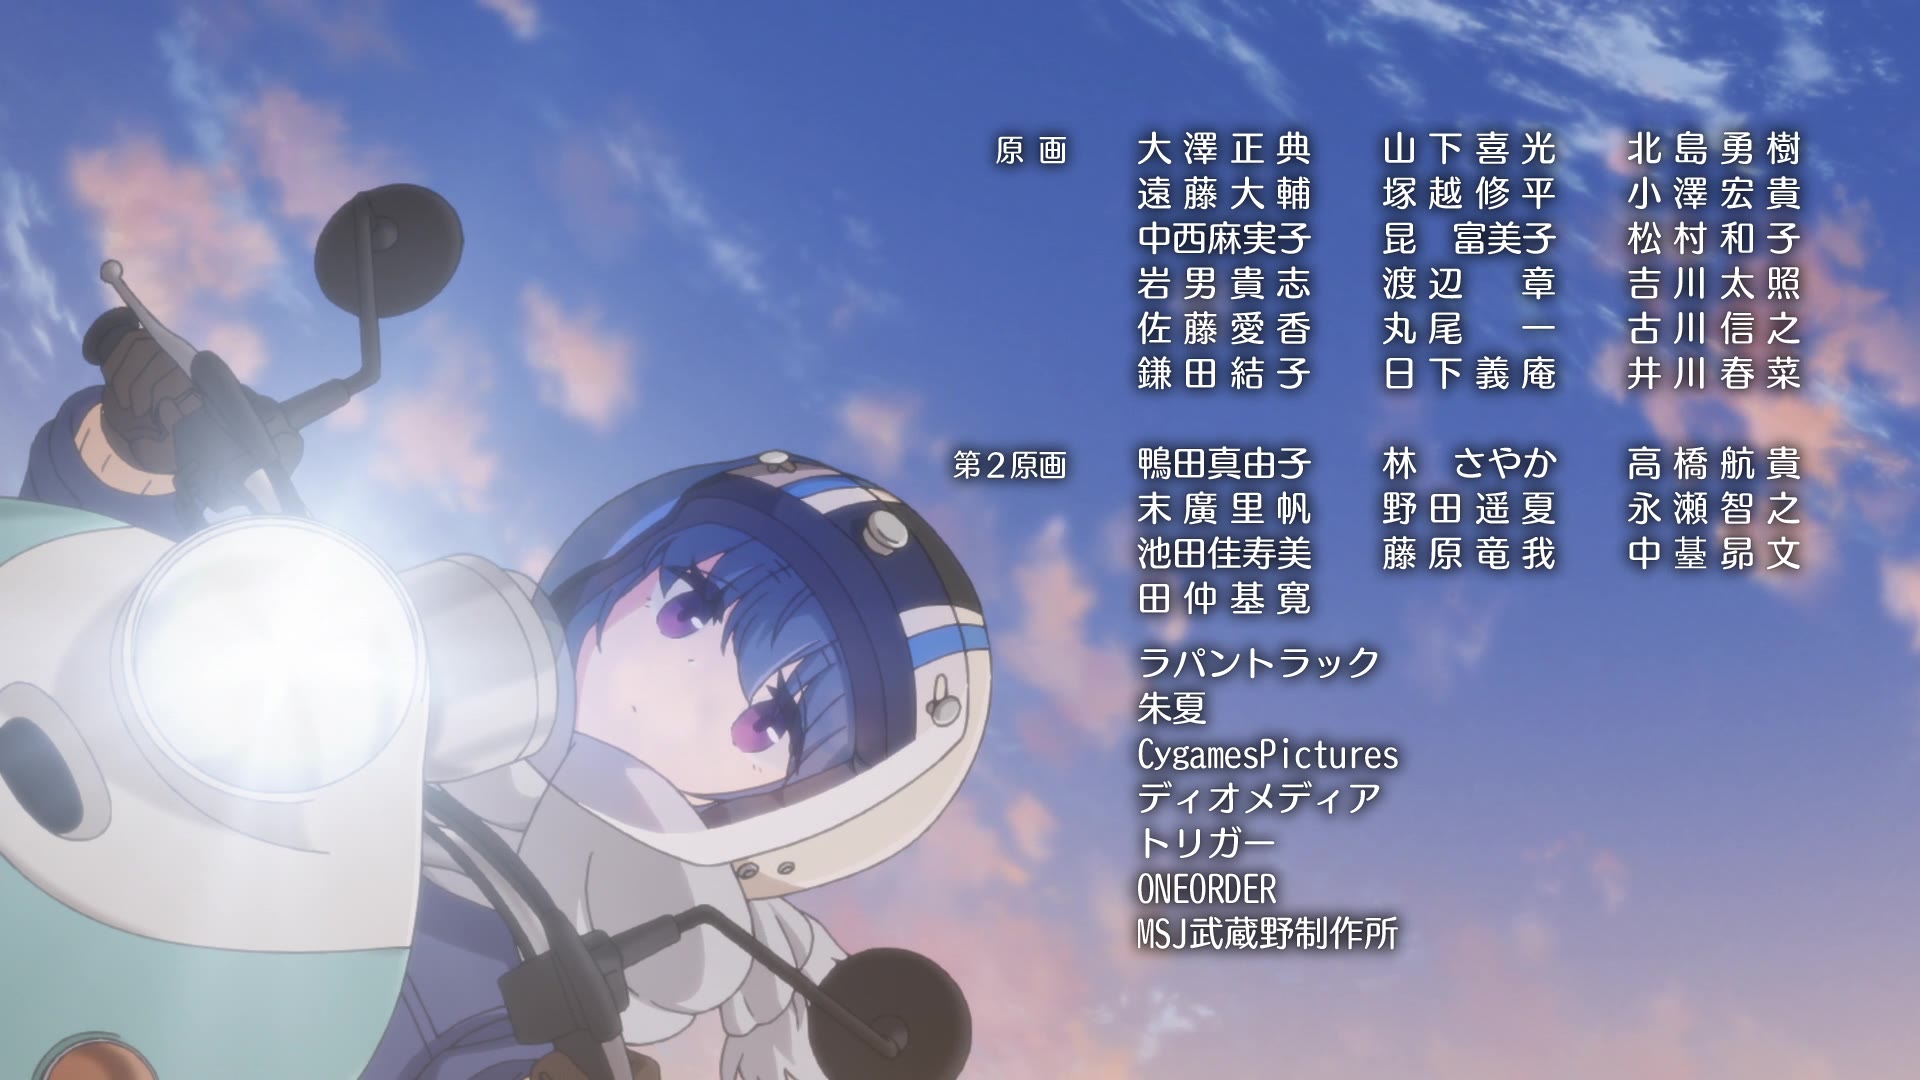 原画 大澤正典 山下喜光 北島勇樹
遠藤大輔 塚越修平 小澤宏貴
中西麻実子 昆 富美子 松村和子
岩男貴志 渡辺 章 吉川太照
佐藤愛香 丸尾 一 古川信之
鎌田結子 日下義庵 井川春菜
第2原画 鴨田真由子 林 さやか 高橋航貴
末廣里帆 野田遥夏 永瀬智之
池田佳寿美 藤原竜我 中䑓昴文
田仲基寛
ラパントラック
朱夏
CygamesPictures
ディオメディア
トリガー
ONEORDER
MSJ武蔵野制作所